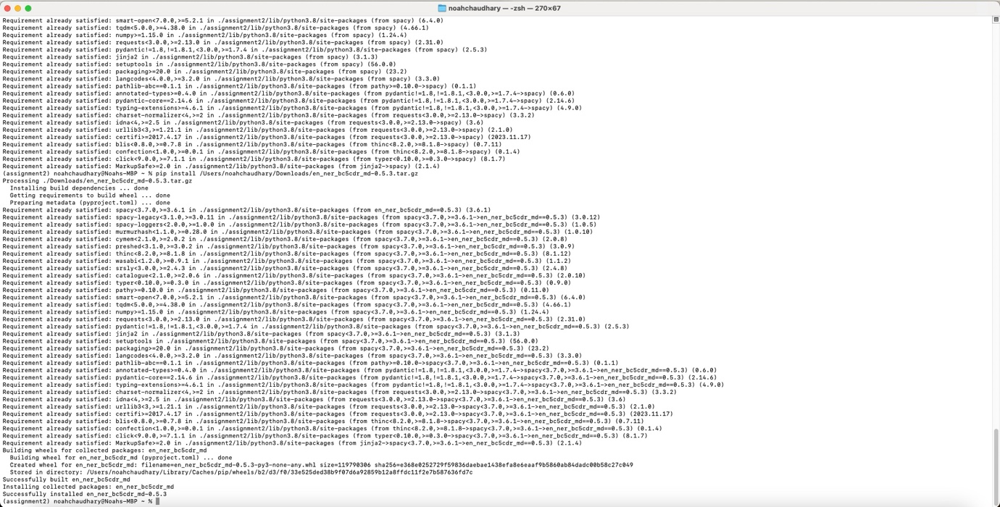 noahchaudhary — -zsh — 270×67
Requirement already satisfied: smart-open<7.0.0,>=5.2.1 in ./assignment2/lib/python3.8/site-packages (from spacy) (6.4.0)
Requirement already satisfied: tqdm<5.0.0,>=4.38.0 in ./assignment2/lib/python3.8/site-packages (from spacy) (4.66.1)
Requirement already satisfied: numpy>=1.15.0 in ./assignment2/lib/python3.8/site-packages (from spacy) (1.24.4)
Requirement already satisfied: requests<3.0.0,>=2.13.0 in ./assignment2/lib/python3.8/site-packages (from spacy) (2.31.0)
Requirement already satisfied: pydantic!=1.8,!=1.8.1,<3.0.0,>=1.7.4 in ./assignment2/lib/python3.8/site-packages (from spacy) (2.5.3)
Requirement already satisfied: jinja2 in ./assignment2/lib/python3.8/site-packages (from spacy) (3.1.3)
Requirement already satisfied: setuptools in ./assignment2/lib/python3.8/site-packages (from spacy) (56.0.0)
Requirement already satisfied: packaging>=20.0 in ./assignment2/lib/python3.8/site-packages (from spacy) (23.2)
Requirement already satisfied: langcodes<4.0.0,>=3.2.0 in ./assignment2/lib/python3.8/site-packages (from spacy) (3.3.0)
Requirement already satisfied: pathlib-abc==0.1.1 in ./assignment2/lib/python3.8/site-packages (from pathy>=0.10.0->spacy) (0.1.1)
Requirement already satisfied: annotated-types>=0.4.0 in ./assignment2/lib/python3.8/site-packages (from pydantic!=1.8,!=1.8.1,<3.0.0,>=1.7.4->spacy) (0.6.0)
Requirement already satisfied: pydantic-core==2.14.6 in ./assignment2/lib/python3.8/site-packages (from pydantic!=1.8,!=1.8.1,<3.0.0,>=1.7.4->spacy) (2.14.6)
Requirement already satisfied: typing-extensions>=4.6.1 in ./assignment2/lib/python3.8/site-packages (from pydantic!=1.8,!=1.8.1,<3.0.0,>=1.7.4->spacy) (4.9.0)
Requirement already satisfied: charset-normalizer<4,>=2 in ./assignment2/lib/python3.8/site-packages (from requests<3.0.0,>=2.13.0->spacy) (3.3.2)
Requirement already satisfied: idna<4,>=2.5 in ./assignment2/lib/python3.8/site-packages (from requests<3.0.0,>=2.13.0->spacy) (3.6)
Requirement already satisfied: urllib3<3,>=1.21.1 in ./assignment2/lib/python3.8/site-packages (from requests<3.0.0,>=2.13.0->spacy) (2.1.0)
Requirement already satisfied: certifi>=2017.4.17 in ./assignment2/lib/python3.8/site-packages (from requests<3.0.0,>=2.13.0->spacy) (2023.11.17)
Requirement already satisfied: blis<0.8.0,>=0.7.8 in ./assignment2/lib/python3.8/site-packages (from thinc<8.2.0,>=8.1.8->spacy) (0.7.11)
Requirement already satisfied: confection<1.0.0,>=0.0.1 in ./assignment2/lib/python3.8/site-packages (from thinc<8.2.0,>=8.1.8->spacy) (0.1.4)
Requirement already satisfied: click<9.0.0,>=7.1.1 in ./assignment2/lib/python3.8/site-packages (from typer<0.10.0,>=0.3.0->spacy) (8.1.7)
Requirement already satisfied: MarkupSafe>=2.0 in ./assignment2/lib/python3.8/site-packages (from jinja2->spacy) (2.1.4)
(assignment2) noahchaudhary@Noahs-MBP ~ % pip install /Users/noahchaudhary/Downloads/en_ner_bc5cdr_md-0.5.3.tar.gz
Processing ./Downloads/en_ner_bc5cdr_md-0.5.3.tar.gz
Installing build dependencies ... done
Getting requirements to build wheel ... done
Preparing metadata (pyproject.toml) ... done
Requirement already satisfied: spacy<3.7.0,>=3.6.1 in ./assignment2/lib/python3.8/site-packages (from en_ner_bc5cdr_md==0.5.3) (3.6.1)
Requirement already satisfied: spacy-legacy<3.1.0,>=3.0.11 in ./assignment2/lib/python3.8/site-packages (from spacy<3.7.0,>=3.6.1->en_ner_bc5cdr_md==0.5.3) (3.0.12)
Requirement already satisfied: spacy-loggers<2.0.0,>=1.0.0 in ./assignment2/lib/python3.8/site-packages (from spacy<3.7.0,>=3.6.1->en_ner_bc5cdr_md==0.5.3) (1.0.5)
Requirement already satisfied: murmurhash<1.1.0,>=0.28.0 in ./assignment2/lib/python3.8/site-packages (from spacy<3.7.0,>=3.6.1->en_ner_bc5cdr_md==0.5.3) (1.0.10)
Requirement already satisfied: cymem<2.1.0,>=2.0.2 in ./assignment2/lib/python3.8/site-packages (from spacy<3.7.0,>=3.6.1->en_ner_bc5cdr_md==0.5.3) (2.0.8)
Requirement already satisfied: preshed<3.1.0,>=3.0.2 in ./assignment2/lib/python3.8/site-packages (from spacy<3.7.0,>=3.6.1->en_ner_bc5cdr_md==0.5.3) (3.0.9)
Requirement already satisfied: thinc<8.2.0,>=8.1.8 in ./assignment2/lib/python3.8/site-packages (from spacy<3.7.0,>=3.6.1->en_ner_bc5cdr_md==0.5.3) (8.1.12)
Requirement already satisfied: wasabi<1.2.0,>=0.9.1 in ./assignment2/lib/python3.8/site-packages (from spacy<3.7.0,>=3.6.1->en_ner_bc5cdr_md==0.5.3) (1.1.2)
Requirement already satisfied: srsly<3.0.0,>=2.4.3 in ./assignment2/lib/python3.8/site-packages (from spacy<3.7.0,>=3.6.1->en_ner_bc5cdr_md==0.5.3) (2.4.8)
Requirement already satisfied: catalogue<2.1.0,>=2.0.6 in ./assignment2/lib/python3.8/site-packages (from spacy<3.7.0,>=3.6.1->en_ner_bc5cdr_md==0.5.3) (2.0.10)
Requirement already satisfied: typer<0.10.0,>=0.3.0 in ./assignment2/lib/python3.8/site-packages (from spacy<3.7.0,>=3.6.1->en_ner_bc5cdr_md==0.5.3) (0.9.0)
Requirement already satisfied: pathy>=0.10.0 in ./assignment2/lib/python3.8/site-packages (from spacy<3.7.0,>=3.6.1->en_ner_bc5cdr_md==0.5.3) (0.11.0)
Requirement already satisfied: smart-open<7.0.0,>=5.2.1 in ./assignment2/lib/python3.8/site-packages (from spacy<3.7.0,>=3.6.1->en_ner_bc5cdr_md==0.5.3) (6.4.0)
Requirement already satisfied: tqdm<5.0.0,>=4.38.0 in ./assignment2/lib/python3.8/site-packages (from spacy<3.7.0,>=3.6.1->en_ner_bc5cdr_md==0.5.3) (4.66.1)
Requirement already satisfied: numpy>=1.15.0 in ./assignment2/lib/python3.8/site-packages (from spacy<3.7.0,>=3.6.1->en_ner_bc5cdr_md==0.5.3) (1.24.4)
Requirement already satisfied: requests<3.0.0,>=2.13.0 in ./assignment2/lib/python3.8/site-packages (from spacy<3.7.0,>=3.6.1->en_ner_bc5cdr_md==0.5.3) (2.31.0)
Requirement already satisfied: pydantic!=1.8,!=1.8.1,<3.0.0,>=1.7.4 in ./assignment2/lib/python3.8/site-packages (from spacy<3.7.0,>=3.6.1->en_ner_bc5cdr_md==0.5.3) (2.5.3)
Requirement already satisfied: jinja2 in ./assignment2/lib/python3.8/site-packages (from spacy<3.7.0,>=3.6.1->en_ner_bc5cdr_md==0.5.3) (3.1.3)
Requirement already satisfied: setuptools in ./assignment2/lib/python3.8/site-packages (from spacy<3.7.0,>=3.6.1->en_ner_bc5cdr_md==0.5.3) (56.0.0)
Requirement already satisfied: packaging>=20.0 in ./assignment2/lib/python3.8/site-packages (from spacy<3.7.0,>=3.6.1->en_ner_bc5cdr_md==0.5.3) (23.2)
Requirement already satisfied: langcodes<4.0.0,>=3.2.0 in ./assignment2/lib/python3.8/site-packages (from spacy<3.7.0,>=3.6.1->en_ner_bc5cdr_md==0.5.3) (3.3.0)
Requirement already satisfied: pathlib-abc==0.1.1 in ./assignment2/lib/python3.8/site-packages (from pathy>=0.10.0->spacy<3.7.0,>=3.6.1->en_ner_bc5cdr_md==0.5.3) (0.1.1)
Requirement already satisfied: annotated-types>=0.4.0 in ./assignment2/lib/python3.8/site-packages (from pydantic!=1.8,!=1.8.1,<3.0.0,>=1.7.4->spacy<3.7.0,>=3.6.1->en_ner_bc5cdr_md==0.5.3) (0.6.0)
Requirement already satisfied: pydantic-core==2.14.6 in ./assignment2/lib/python3.8/site-packages (from pydantic!=1.8,!=1.8.1,<3.0.0,>=1.7.4->spacy<3.7.0,>=3.6.1->en_ner_bc5cdr_md==0.5.3) (2.14.6)
Requirement already satisfied: typing-extensions>=4.6.1 in ./assignment2/lib/python3.8/site-packages (from pydantic!=1.8,!=1.8.1,<3.0.0,>=1.7.4->spacy<3.7.0,>=3.6.1->en_ner_bc5cdr_md==0.5.3) (4.9.0)
Requirement already satisfied: charset-normalizer<4,>=2 in ./assignment2/lib/python3.8/site-packages (from requests<3.0.0,>=2.13.0->spacy<3.7.0,>=3.6.1->en_ner_bc5cdr_md==0.5.3) (3.3.2)
Requirement already satisfied: idna<4,>=2.5 in ./assignment2/lib/python3.8/site-packages (from requests<3.0.0,>=2.13.0->spacy<3.7.0,>=3.6.1->en_ner_bc5cdr_md==0.5.3) (3.6)
Requirement already satisfied: urllib3<3,>=1.21.1 in ./assignment2/lib/python3.8/site-packages (from requests<3.0.0,>=2.13.0->spacy<3.7.0,>=3.6.1->en_ner_bc5cdr_md==0.5.3) (2.1.0)
Requirement already satisfied: certifi>=2017.4.17 in ./assignment2/lib/python3.8/site-packages (from requests<3.0.0,>=2.13.0->spacy<3.7.0,>=3.6.1->en_ner_bc5cdr_md==0.5.3) (2023.11.17)
Requirement already satisfied: blis<0.8.0,>=0.7.8 in ./assignment2/lib/python3.8/site-packages (from thinc<8.2.0,>=8.1.8->spacy<3.7.0,>=3.6.1->en_ner_bc5cdr_md==0.5.3) (0.7.11)
Requirement already satisfied: confection<1.0.0,>=0.0.1 in ./assignment2/lib/python3.8/site-packages (from thinc<8.2.0,>=8.1.8->spacy<3.7.0,>=3.6.1->en_ner_bc5cdr_md==0.5.3) (0.1.4)
Requirement already satisfied: click<9.0.0,>=7.1.1 in ./assignment2/lib/python3.8/site-packages (from typer<0.10.0,>=0.3.0->spacy<3.7.0,>=3.6.1->en_ner_bc5cdr_md==0.5.3) (8.1.7)
Requirement already satisfied: MarkupSafe>=2.0 in ./assignment2/lib/python3.8/site-packages (from jinja2->spacy<3.7.0,>=3.6.1->en_ner_bc5cdr_md==0.5.3) (2.1.4)
Building wheels for collected packages: en_ner_bc5cdr_md
Building wheel for en_ner_bc5cdr_md (pyproject.toml) ... done
Created wheel for en_ner_bc5cdr_md: filename=en_ner_bc5cdr_md-0.5.3-py3-none-any.whl size=119790306 sha256=e368e0252729f59836daebae1438efa8e6eaaf9b5860ab84dadc00b58c27c049
Stored in directory: /Users/noahchaudhary/Library/Caches/pip/wheels/b2/d3/f0/33e525ded38b9f07d6a92859b12a8ffdc11f2e7b587636fd7c
Successfully built en_ner_bc5cdr_md
Installing collected packages: en_ner_bc5cdr_md
Successfully installed en_ner_bc5cdr_md-0.5.3
(assignment2) noahchaudhary@Noahs-MBP ~ %